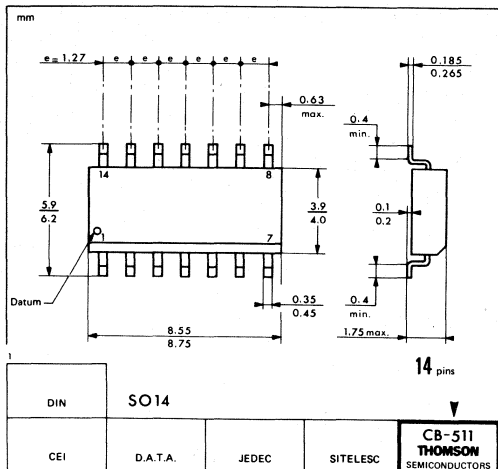 mm
e = 1.27 e e e e e
0.185
0.265
0.63
max.
0.4
min.
14 8
5.9
6.2
3.9
4.0
0.1
0.2
1 7
Datum
0.35
0.45
0.4
min.
8.55
8.75
1.75 max.
1
14 pins
DIN
SO14
CEI
D.A.T.A.
JEDEC
SITELESC
CB-511
THOMSON
SEMICONDUCTORS